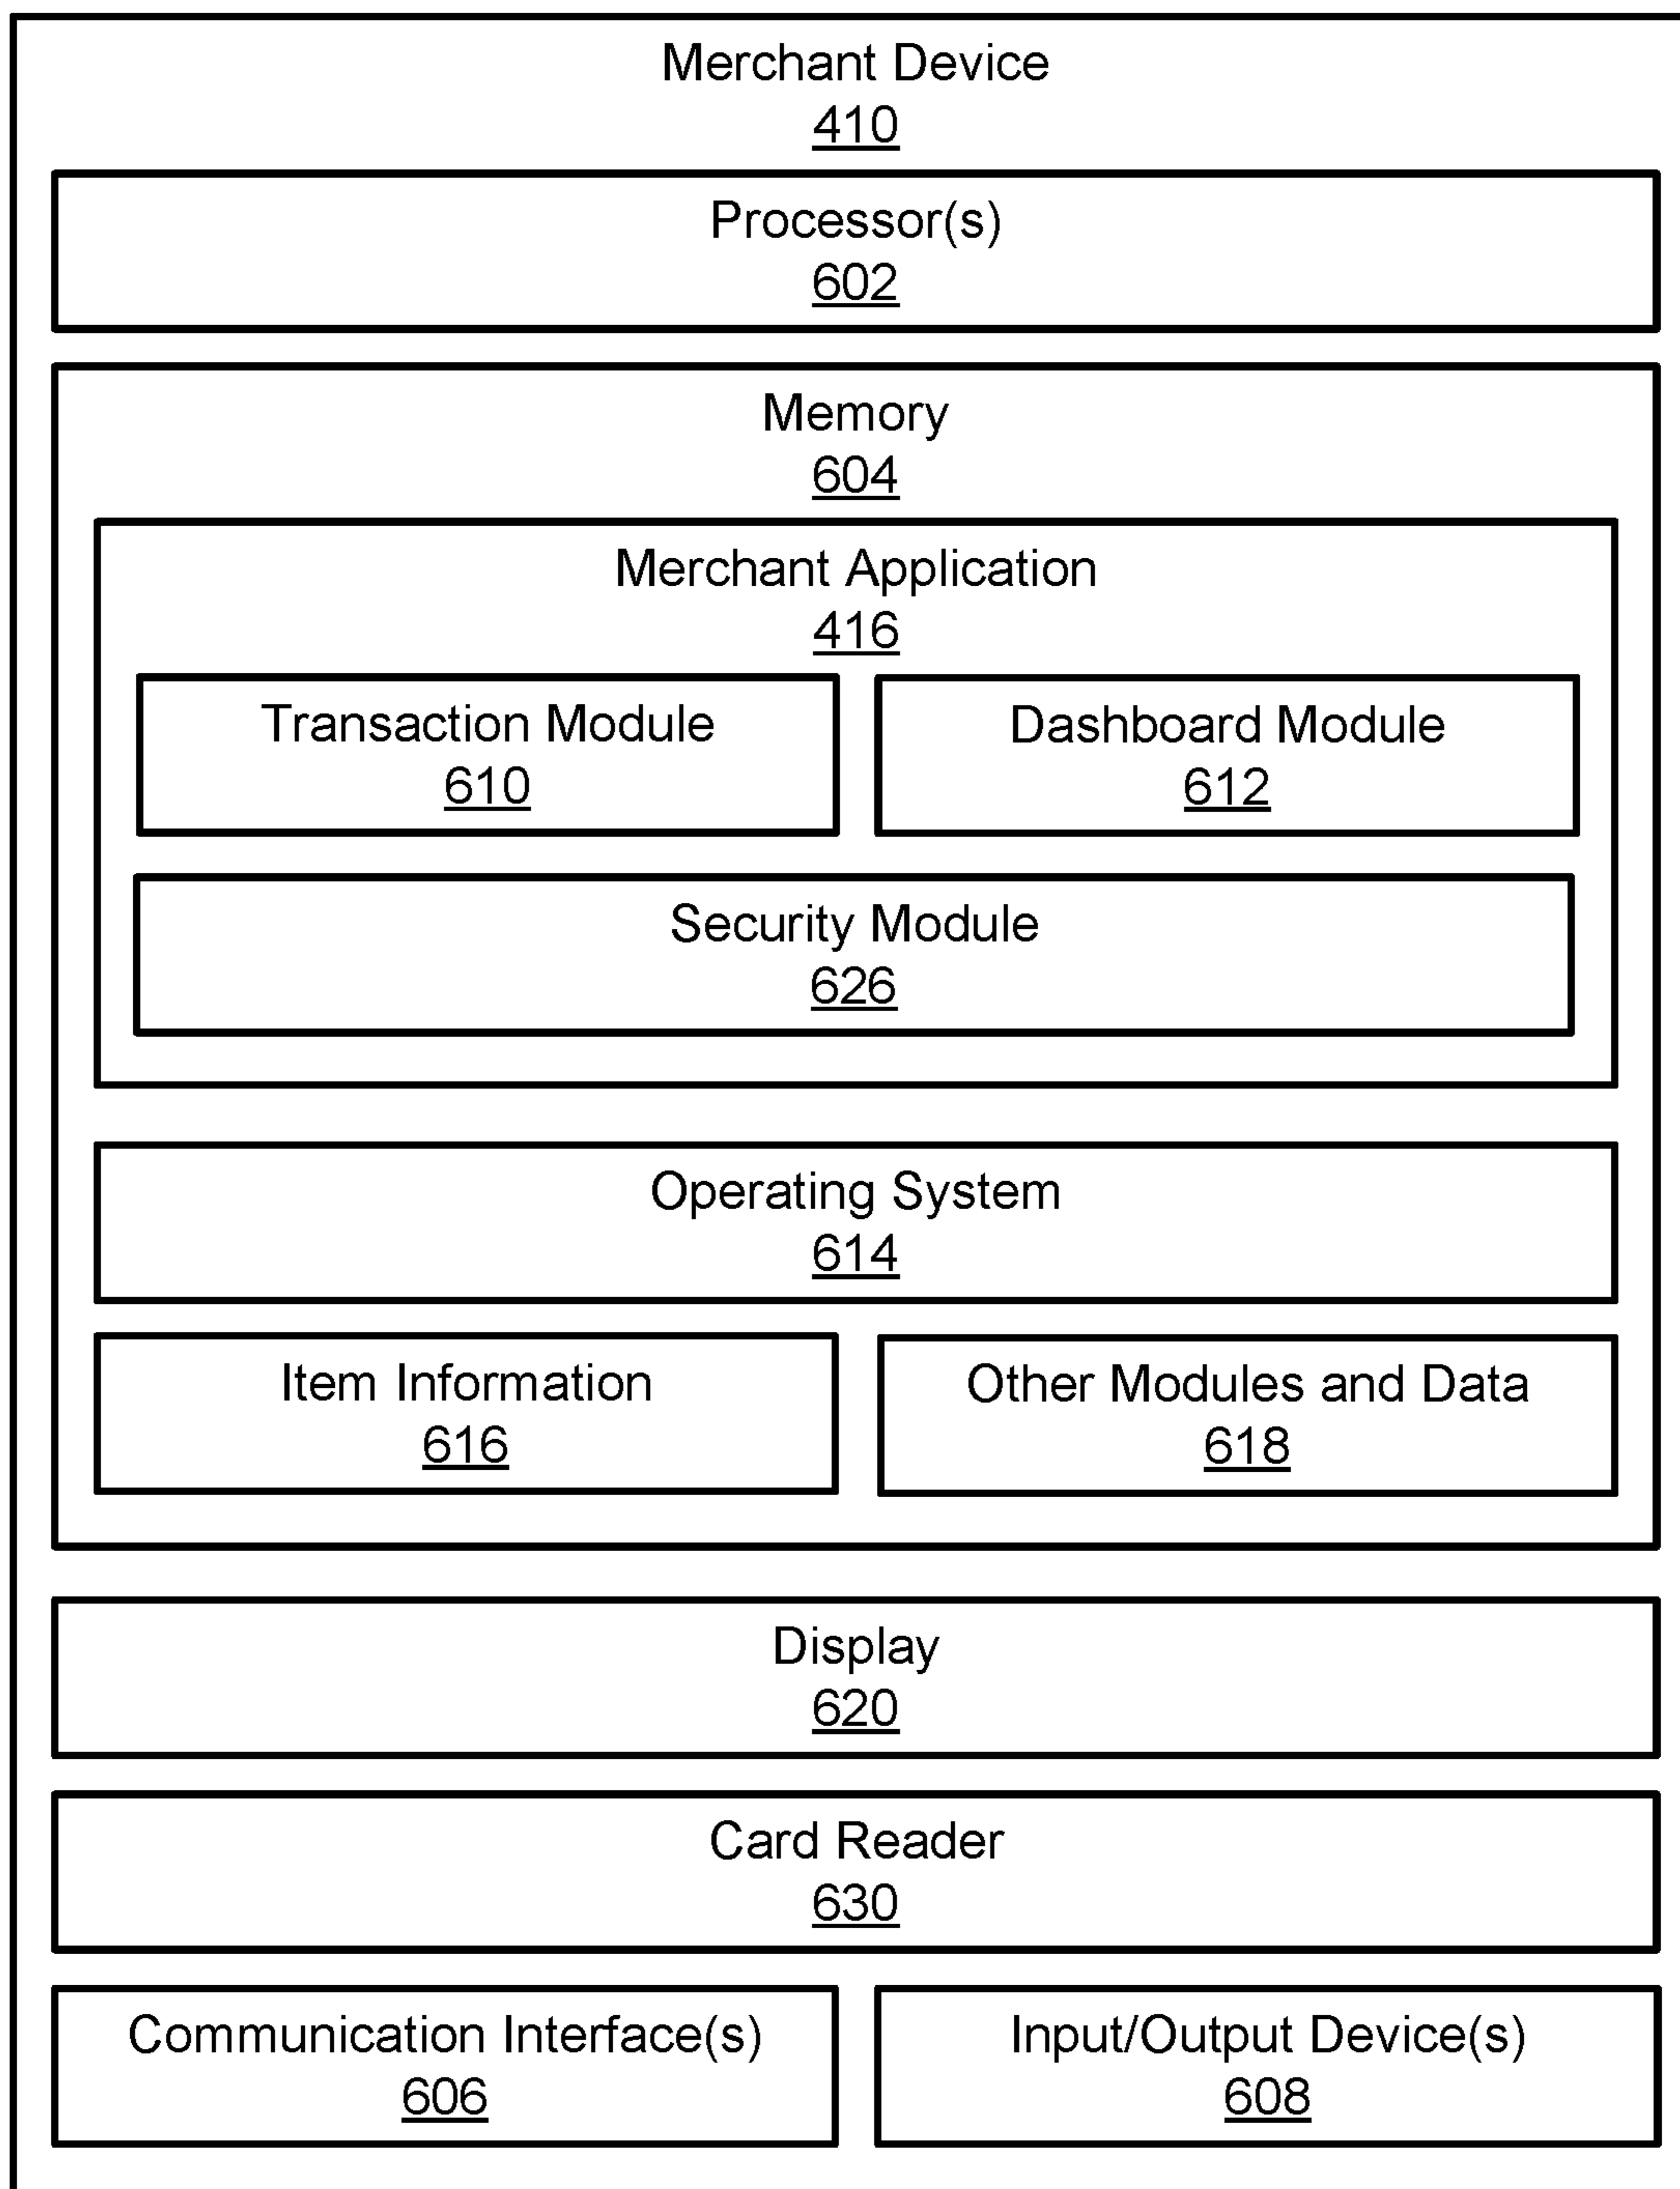 Merchant Device
410
Processor(s)
602
Memory
604
Merchant Application
416
Transaction Module
610
Dashboard Module
612
Security Module
626
Operating System
614
Item Information
616
Other Modules and Data
618
Display
620
Card Reader
630
Communication Interface(s)
606
Input/Output Device(s)
608